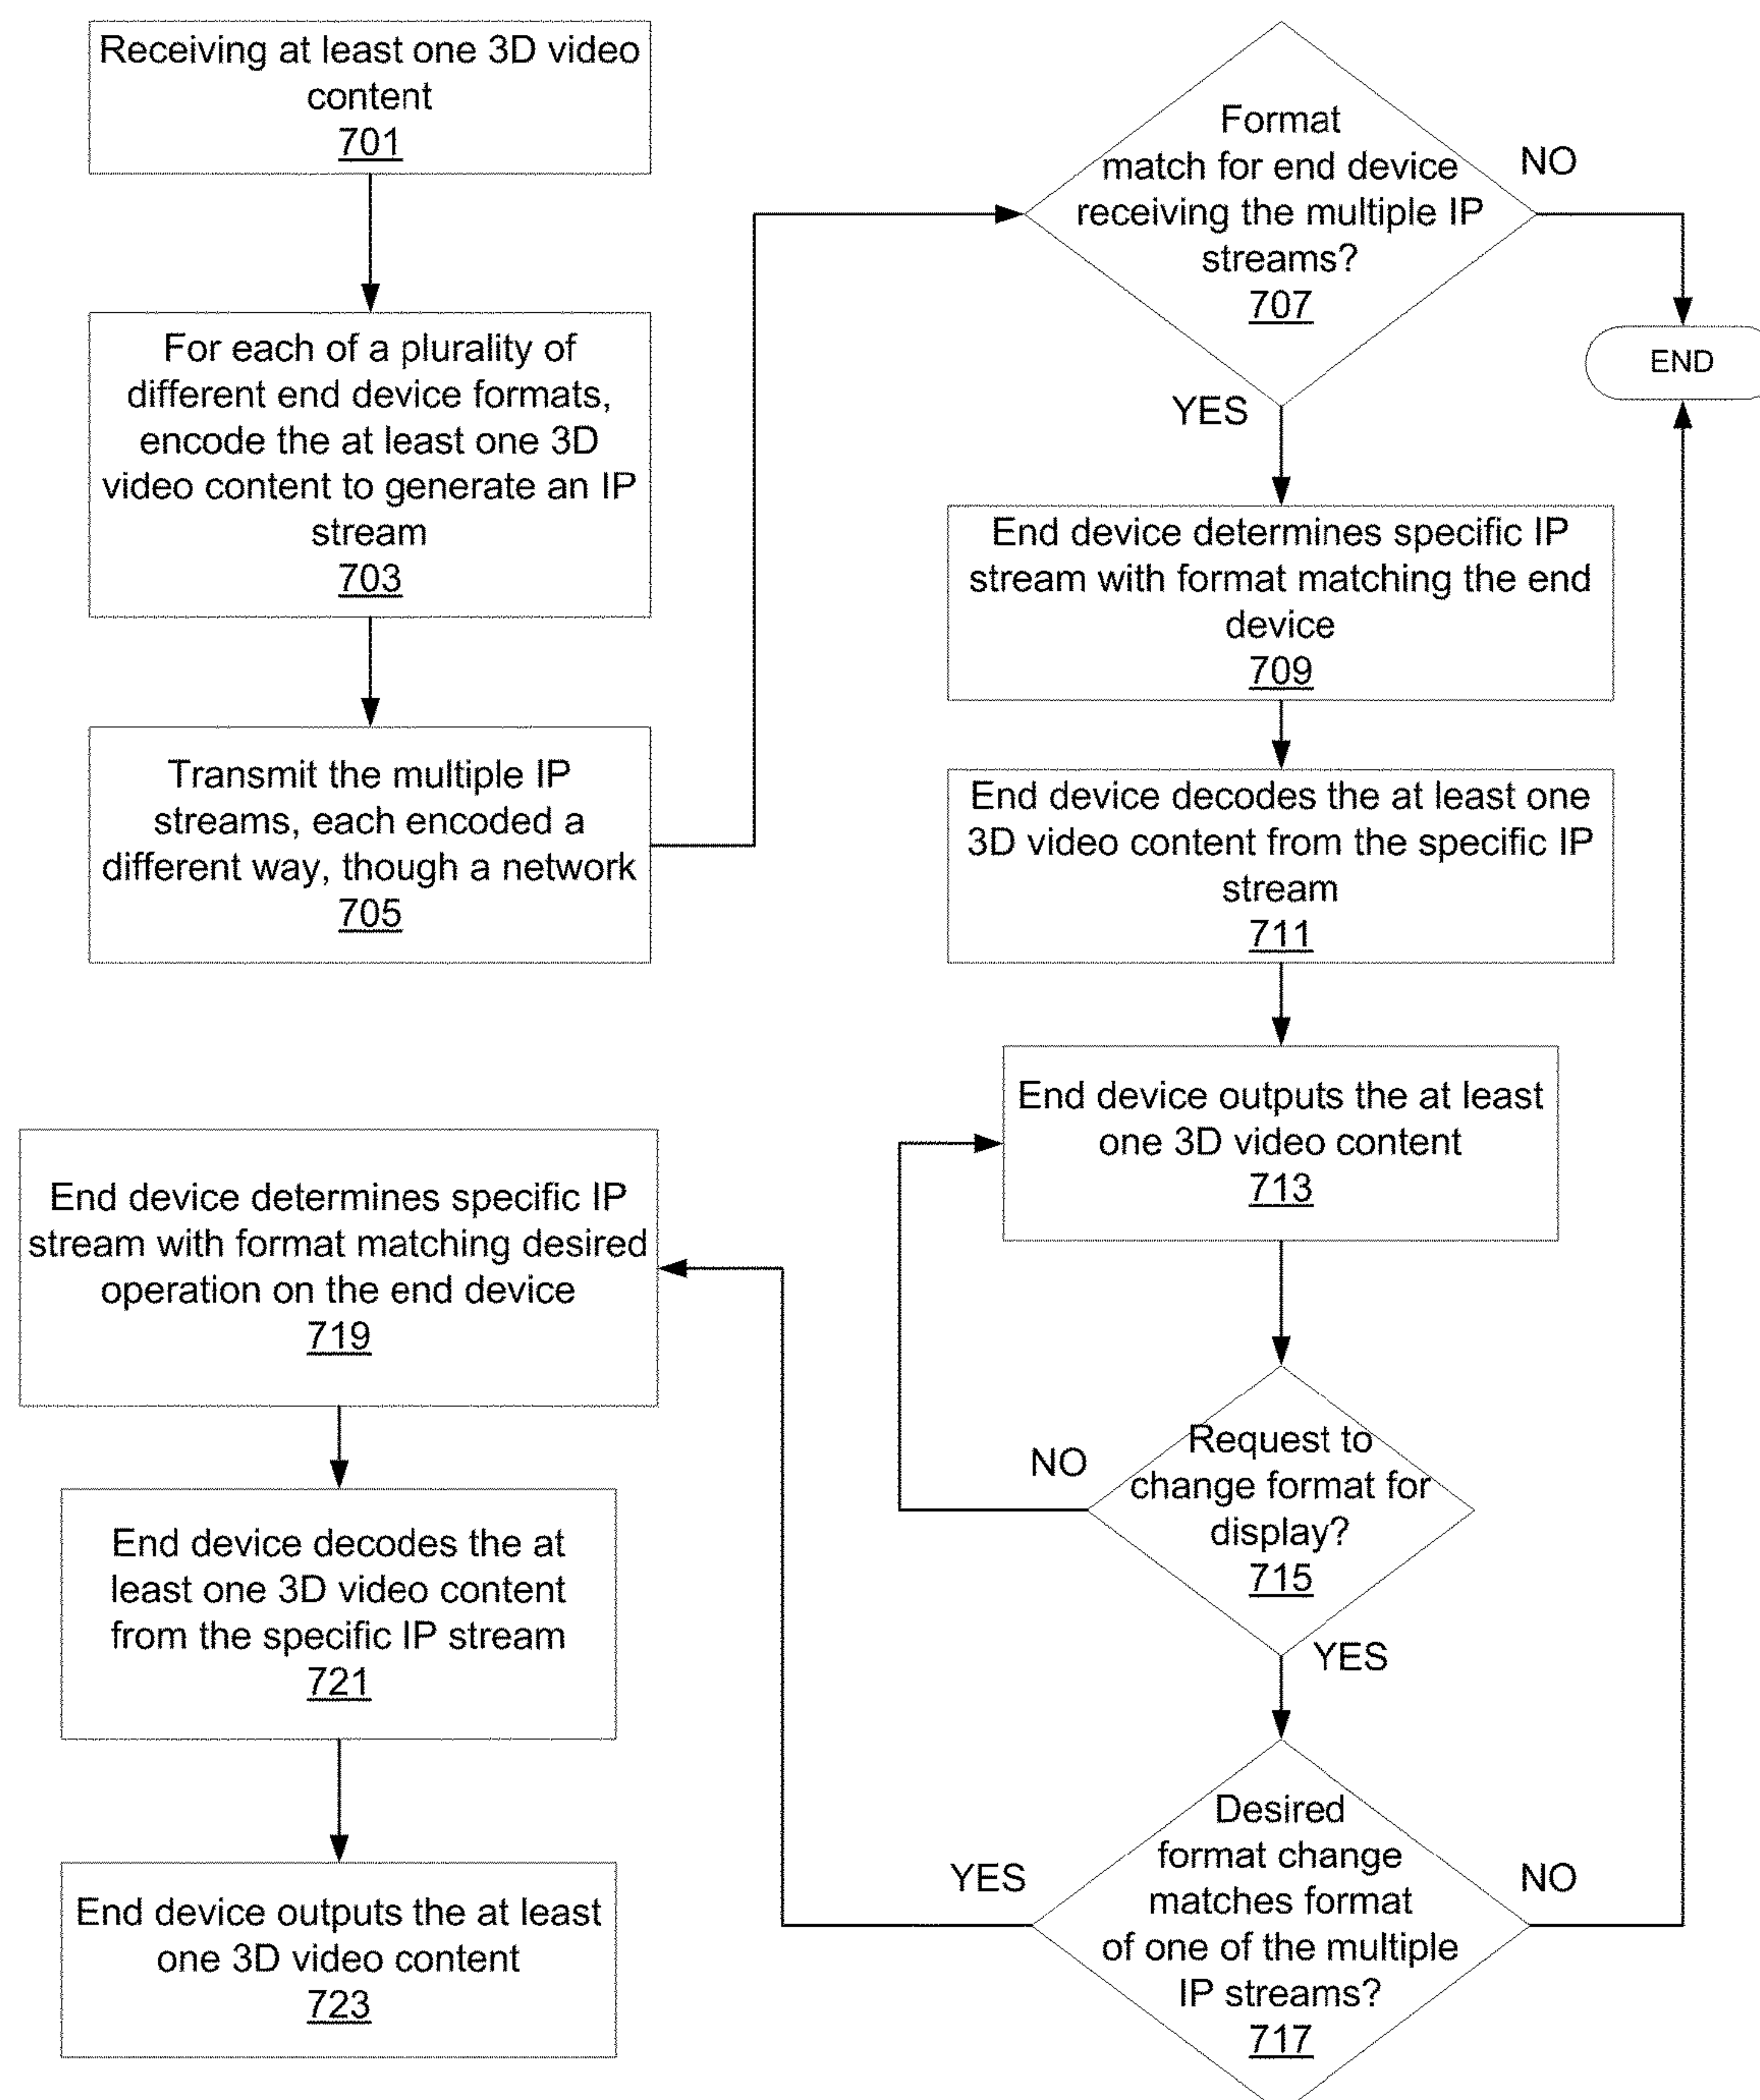 Receiving at least one 3D video
content
701
For each of a plurality of
different end device formats,
encode the at least one 3D
video content to generate an IP
stream
703
Transmit the multiple IP
streams, each encoded a
different way, though a network
705
Format
match for end device
receiving the multiple IP
streams?
707
NO
END
YES
End device determines specific IP
stream with format matching the end
device
709
End device decodes the at least one
3D video content from the specific IP
stream
711
End device outputs the at least
one 3D video content
713
Request to
change format for
display?
715
NO
YES
Desired
format change
matches format
of one of the multiple
IP streams?
717
YES
NO
End device determines specific IP
stream with format matching desired
operation on the end device
719
End device decodes the at
least one 3D video content
from the specific IP stream
721
End device outputs the at least
one 3D video content
723